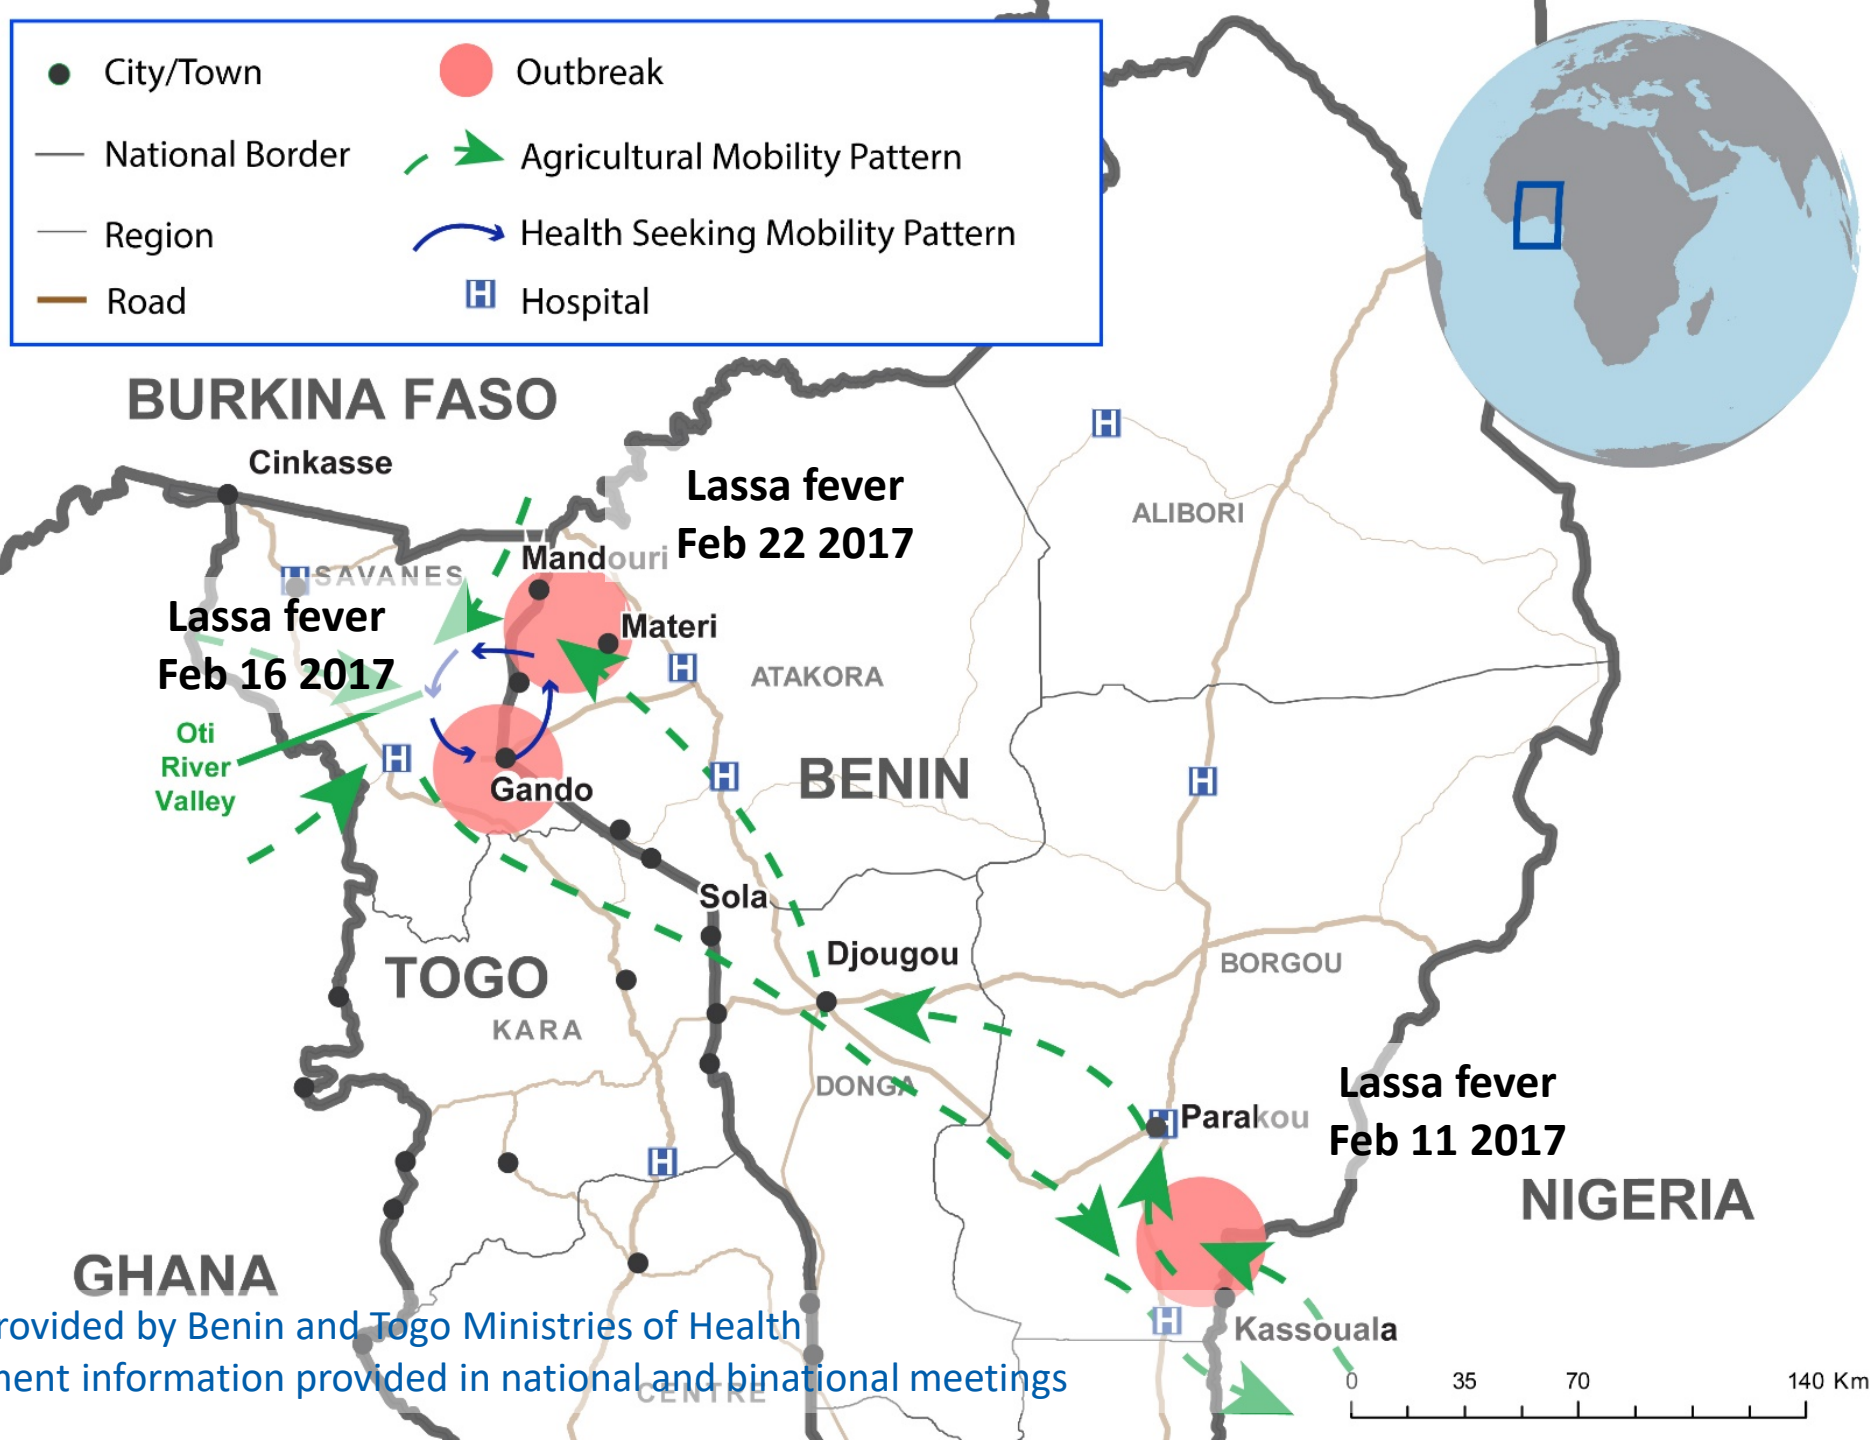 City/Town
Outbreak
National Border
Agricultural Mobility Pattern
Region
Health Seeking Mobility Pattern
Road
H
Hospital
BURKINA FASO
Cinkasse
H
Lassa fever
Feb 22 2017
ALIBORI
Mandouri
H SAVANES
Lassa fever
Feb 16 2017
Materi
H
ATAKORA
Oti
River
Valley
H
Gando
H
BENIN
H
Sola
Djougou
TOGO
BORGOU
KARA
DONGA
Lassa fever
Feb 11 2017
H Parakou
H
NIGERIA
GHANA
H
Kassouala
rovided by Benin and Togo Ministries of Health
nent information provided in national and binational meetings
CENTRE
0 35 70 140 Km